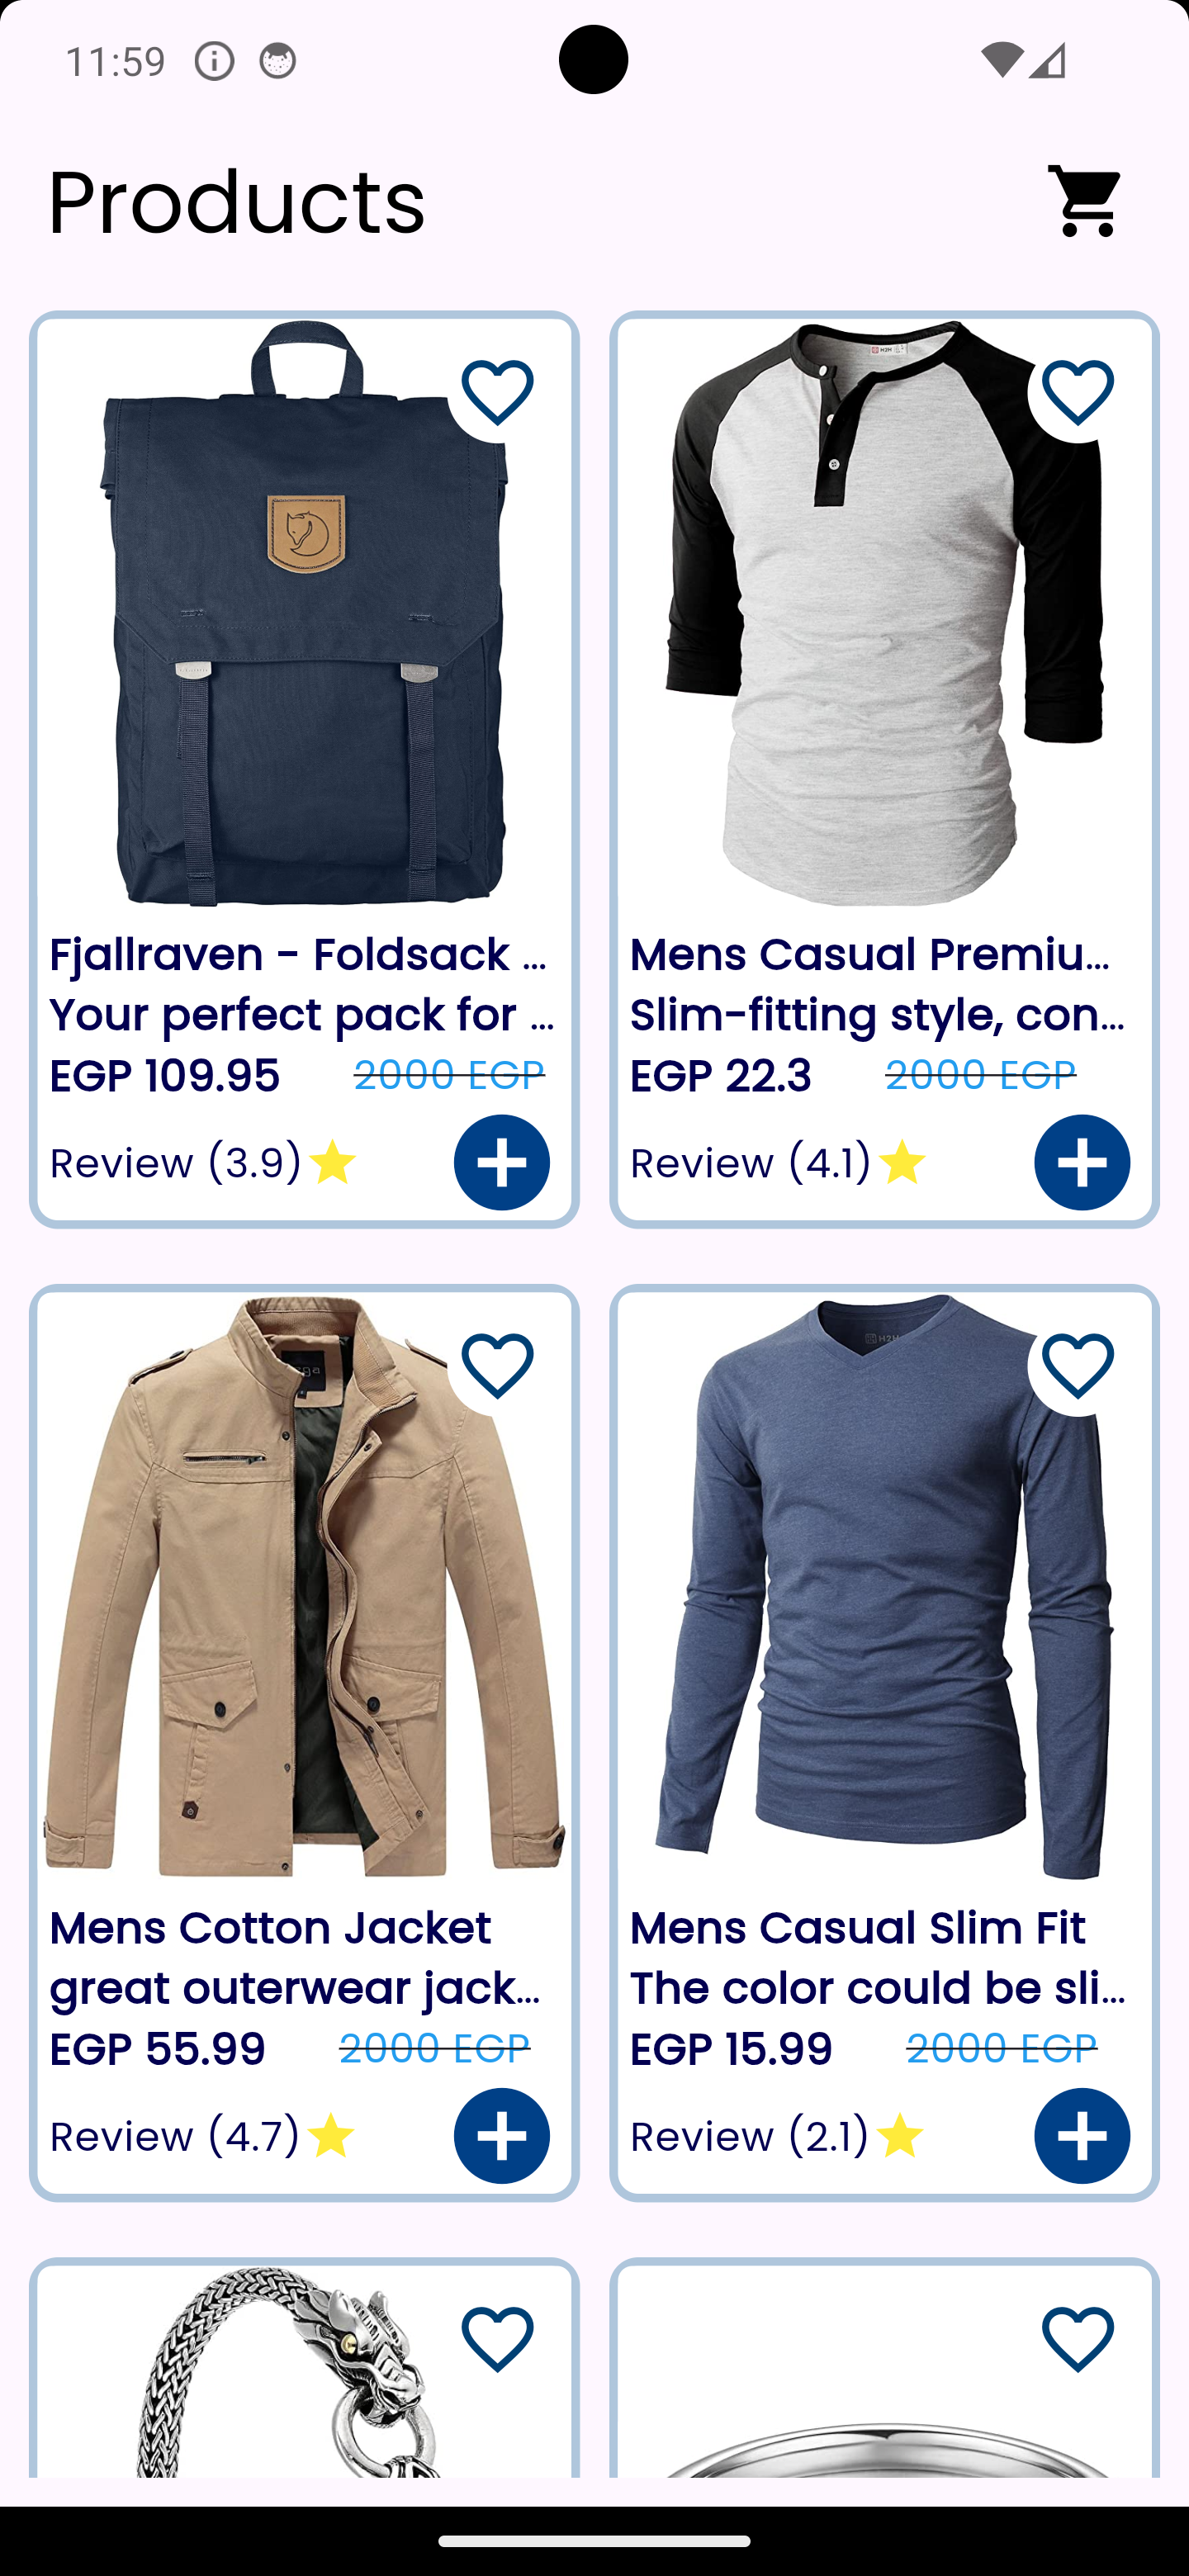 11:59
Products
Fjallraven - Foldsack ...
Your perfect pack for ...
EGP 109.95 2000 EGP
Review (3.9)
Mens Casual Premiu...
Slim-fitting style, con...
EGP 22.3 2000 EGP
Review (4.1)
Mens Cotton Jacket
great outerwear jack...
EGP 55.99 2000 EGP
Review (4.7)
Mens Casual Slim Fit
The color could be sli...
EGP 15.99 2000 EGP
Review (2.1)